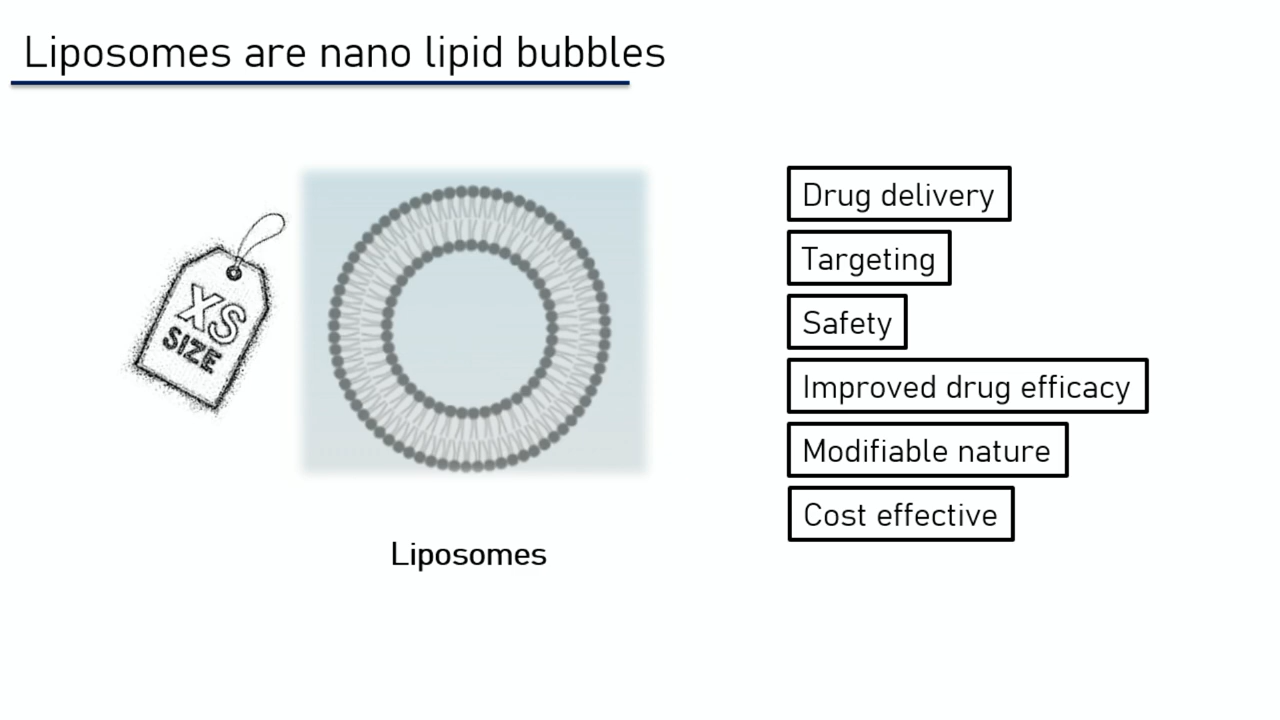 Liposomes are nano lipid bubbles
XS
SIZE
Liposomes
Drug delivery
Targeting
Safety
Improved drug efficacy
Modifiable nature
Cost effective